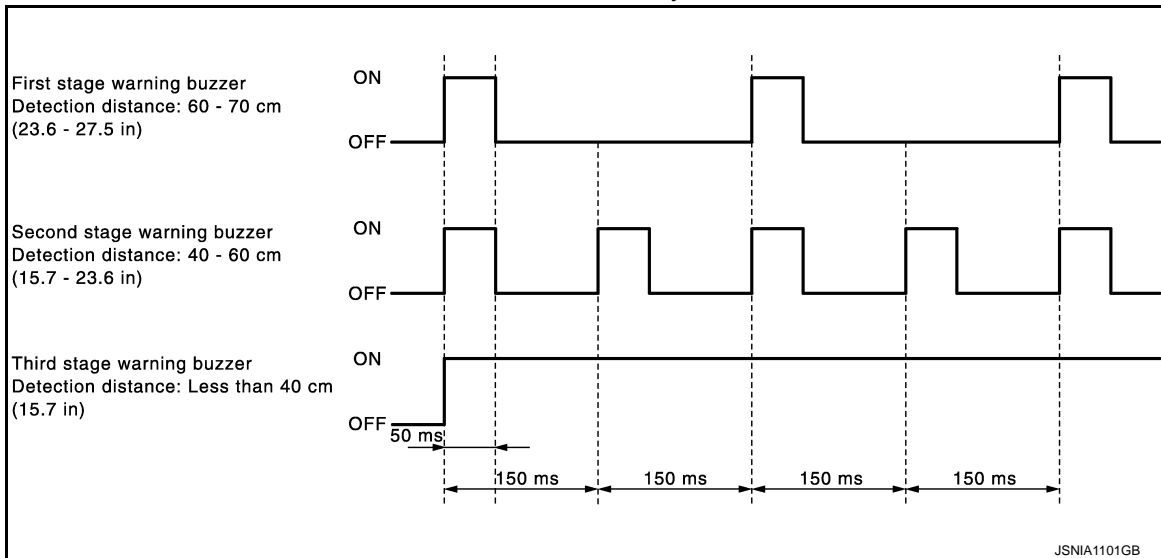 First stage warning buzzer
Detection distance: 60 - 70 cm
(23.6 - 27.5 in)
ON
OFF
Second stage warning buzzer
Detection distance: 40 - 60 cm
(15.7 - 23.6 in)
ON
OFF
Third stage warning buzzer
Detection distance: Less than 40 cm
(15.7 in)
ON
OFF
50 ms
150 ms
150 ms
150 ms
150 ms
JSNIA1101GB